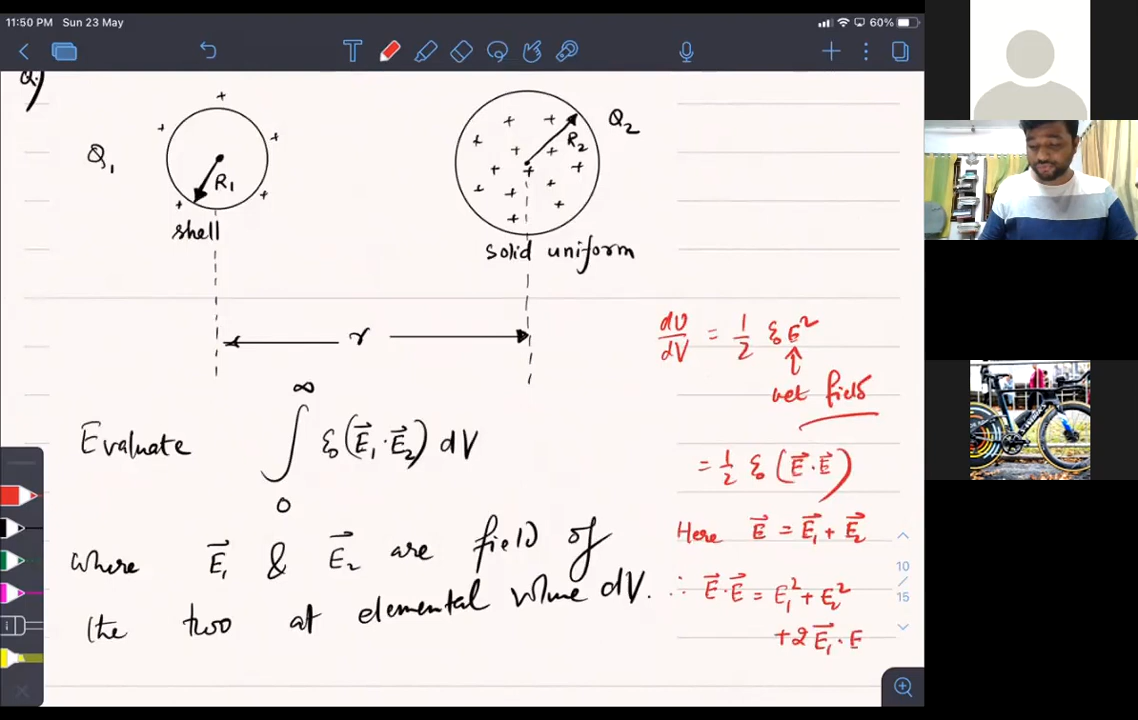 11:50 PM Sun 23 May
60%
Q)
Q₁
R₁
shell
Q₂
R₂
solid uniform
r
Evaluate ∫₀^∞ ε₀(E⃗₁·E⃗₂) dV
where E⃗₁ & E⃗₂ are field of
the two at elemental volume dV.
dU/dV = 1/2 ε₀E²
net field
= 1/2 ε₀(E⃗·E⃗)
Here E⃗ = E⃗₁ + E⃗₂
∴ E⃗·E⃗ = E₁² + E₂²
+2E⃗₁·E
10
/
15